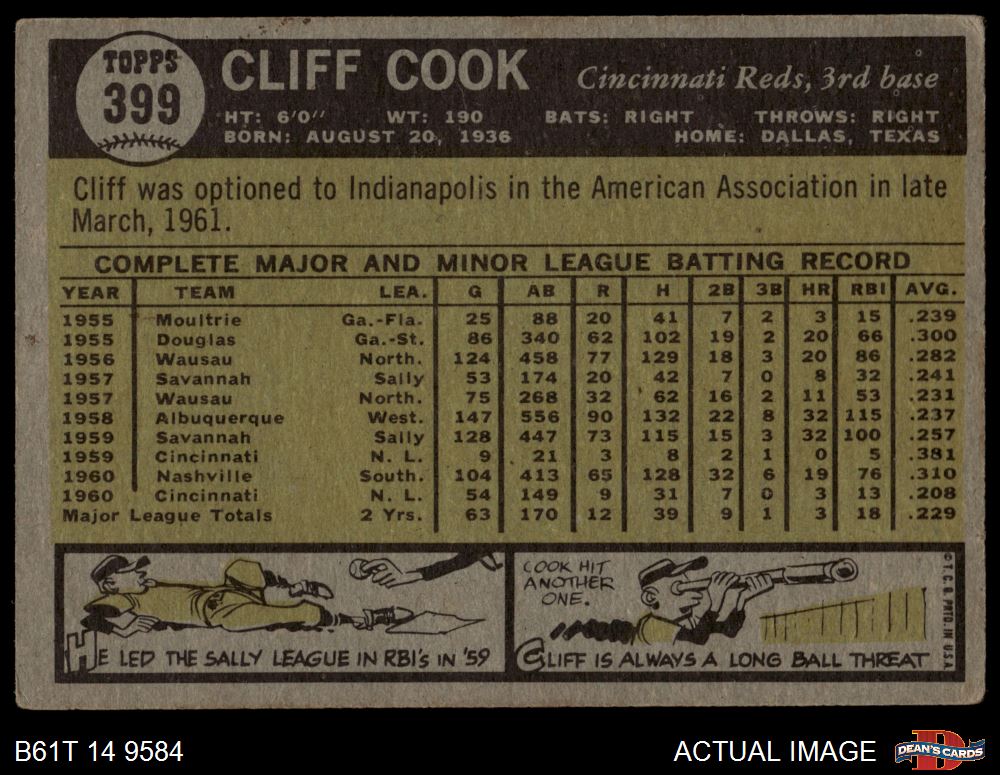 TOPPS
399
CLIFF COOK
Cincinnati Reds, 3rd base
HT: 6'0" WT: 190 BATS: RIGHT THROWS: RIGHT
BORN: AUGUST 20, 1936 HOME: DALLAS, TEXAS
Cliff was optioned to Indianapolis in the American Association in late
March, 1961.
COMPLETE MAJOR AND MINOR LEAGUE BATTING RECORD
YEAR TEAM LEA. G AB R H 2B 3B HR RBI AVG.
1955 Moultrie Ga.-Fla. 25 88 20 41 7 2 3 15 .239
1955 Douglas Ga.-St. 86 340 62 102 19 2 20 66 .300
1956 Wausau North. 124 458 77 129 18 3 20 86 .282
1957 Savannah Sally 53 174 20 42 7 0 8 32 .241
1957 Wausau North. 75 268 32 62 16 2 11 53 .231
1958 Albuquerque West. 147 556 90 132 22 8 32 115 .237
1959 Savannah Sally 128 447 73 115 15 3 32 100 .257
1959 Cincinnati N. L. 9 21 3 8 2 1 0 5 .381
1960 Nashville South. 104 413 65 128 32 6 19 76 .310
1960 Cincinnati N. L. 54 149 9 31 7 0 3 13 .208
Major League Totals 2 Yrs. 63 170 12 39 9 1 3 18 .229
HE LED THE SALLY LEAGUE IN RBI's IN '59
COOK HIT
ANOTHER
ONE.
CLIFF IS ALWAYS A LONG BALL THREAT
© T. C. G. PRTD. IN U.S.A.
B61T 14 9584
ACTUAL IMAGE
DEAN'S CARDS